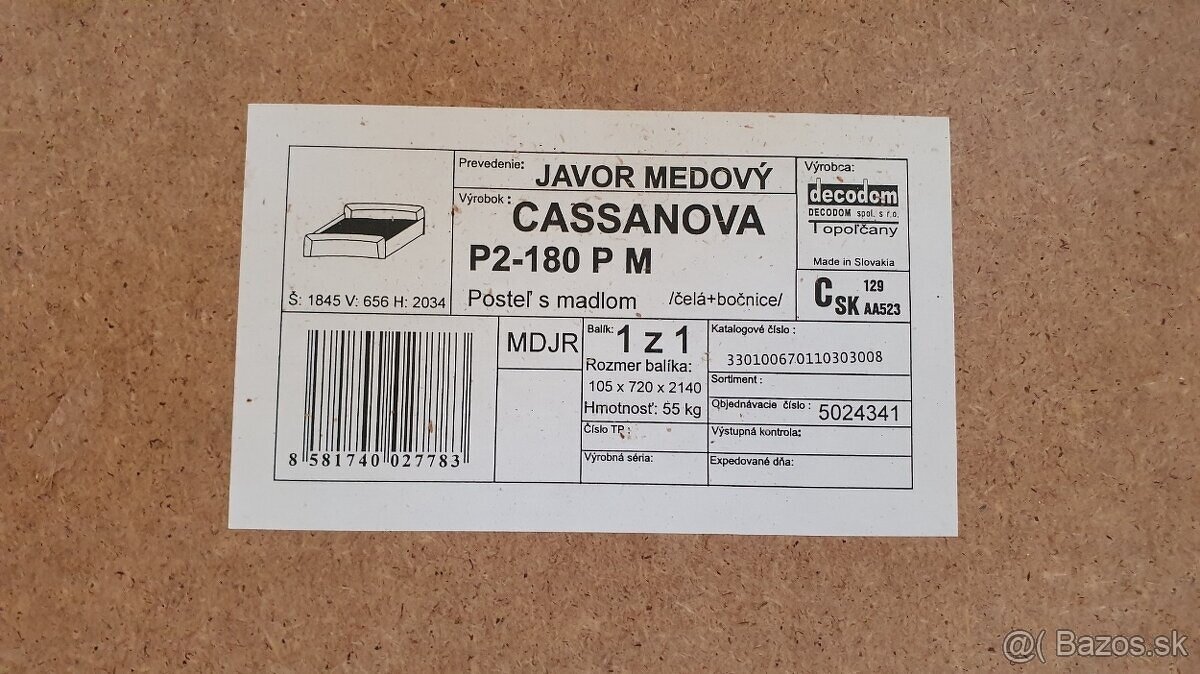 Prevedenie: JAVOR MEDOVÝ
Výrobok : CASSANOVA
P2-180 P M
Posteľ s madlom /čelá+bočnice/
Š: 1845 V: 656 H: 2034
Výrobca:
decodom
DECODOM spol. s r.o.
Topoľčany
Made in Slovakia
CSK 129 AA523
8 581740 027783
MDJR
Balík: 1 z 1
Rozmer balíka:
105 x 720 x 2140
Hmotnosť: 55 kg
Číslo TP :
Výrobná séria:
Katalogové číslo :
330100670110303008
Sortiment :
Objednávacie číslo : 5024341
Výstupná kontrola:
Expedované dňa:
@( Bazos.sk